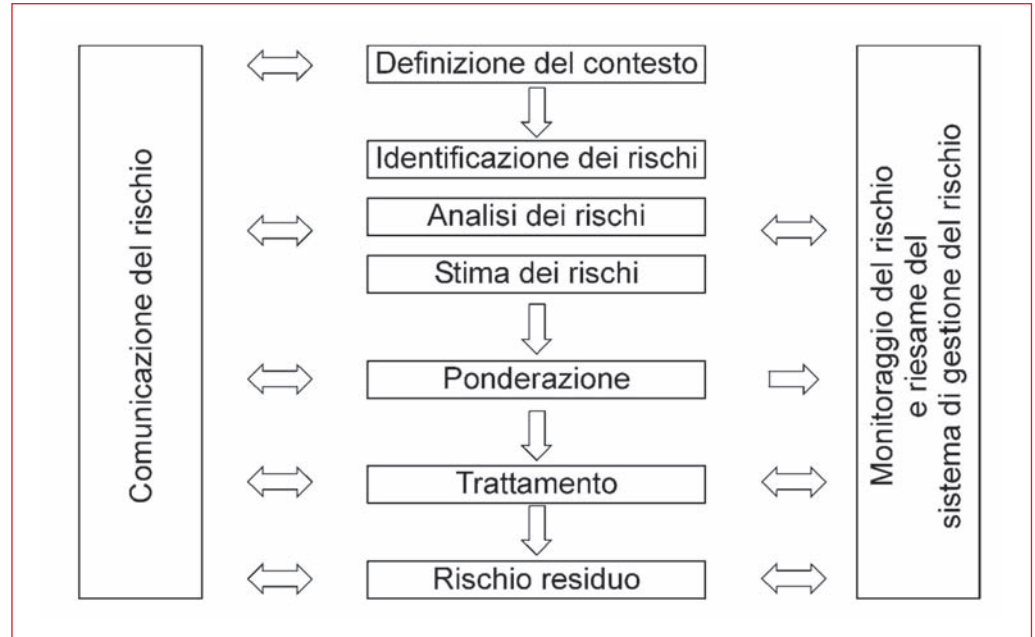 Comunicazione del rischio
Definizione del contesto
Identificazione dei rischi
Analisi dei rischi
Stima dei rischi
Ponderazione
Trattamento
Rischio residuo
Monitoraggio del rischio
e riesame del
sistema di gestione del rischio